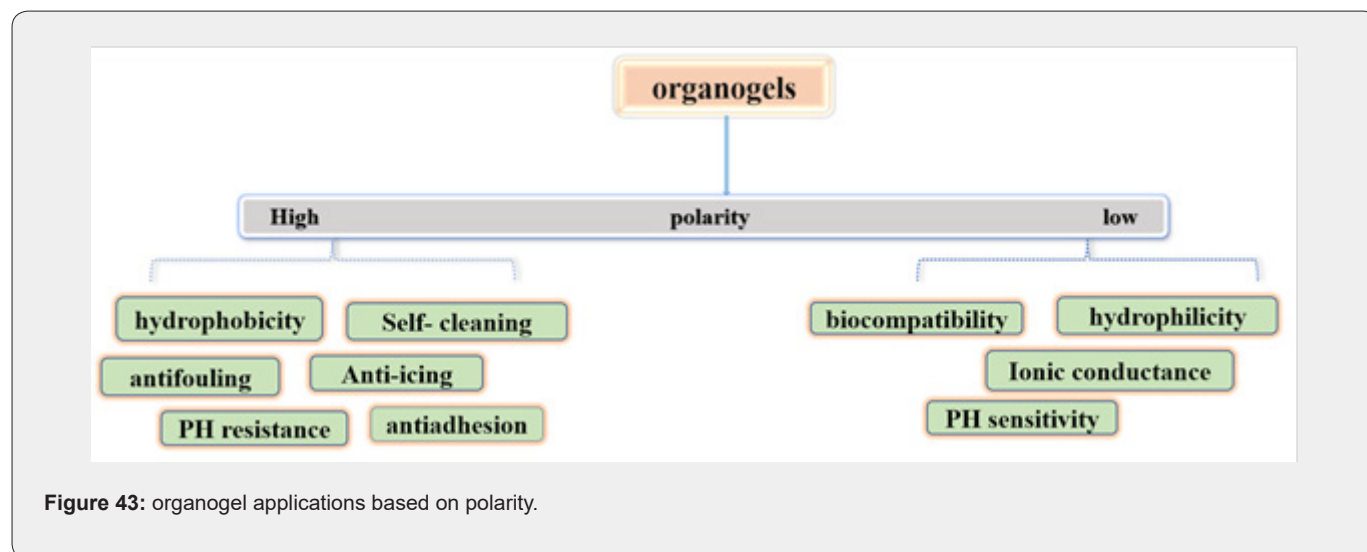 organogels
High polarity low
hydrophobicity Self- cleaning biocompatibility hydrophilicity
antifouling Anti-icing Ionic conductance
PH resistance antiadhesion PH sensitivity
Figure 43: organogel applications based on polarity.